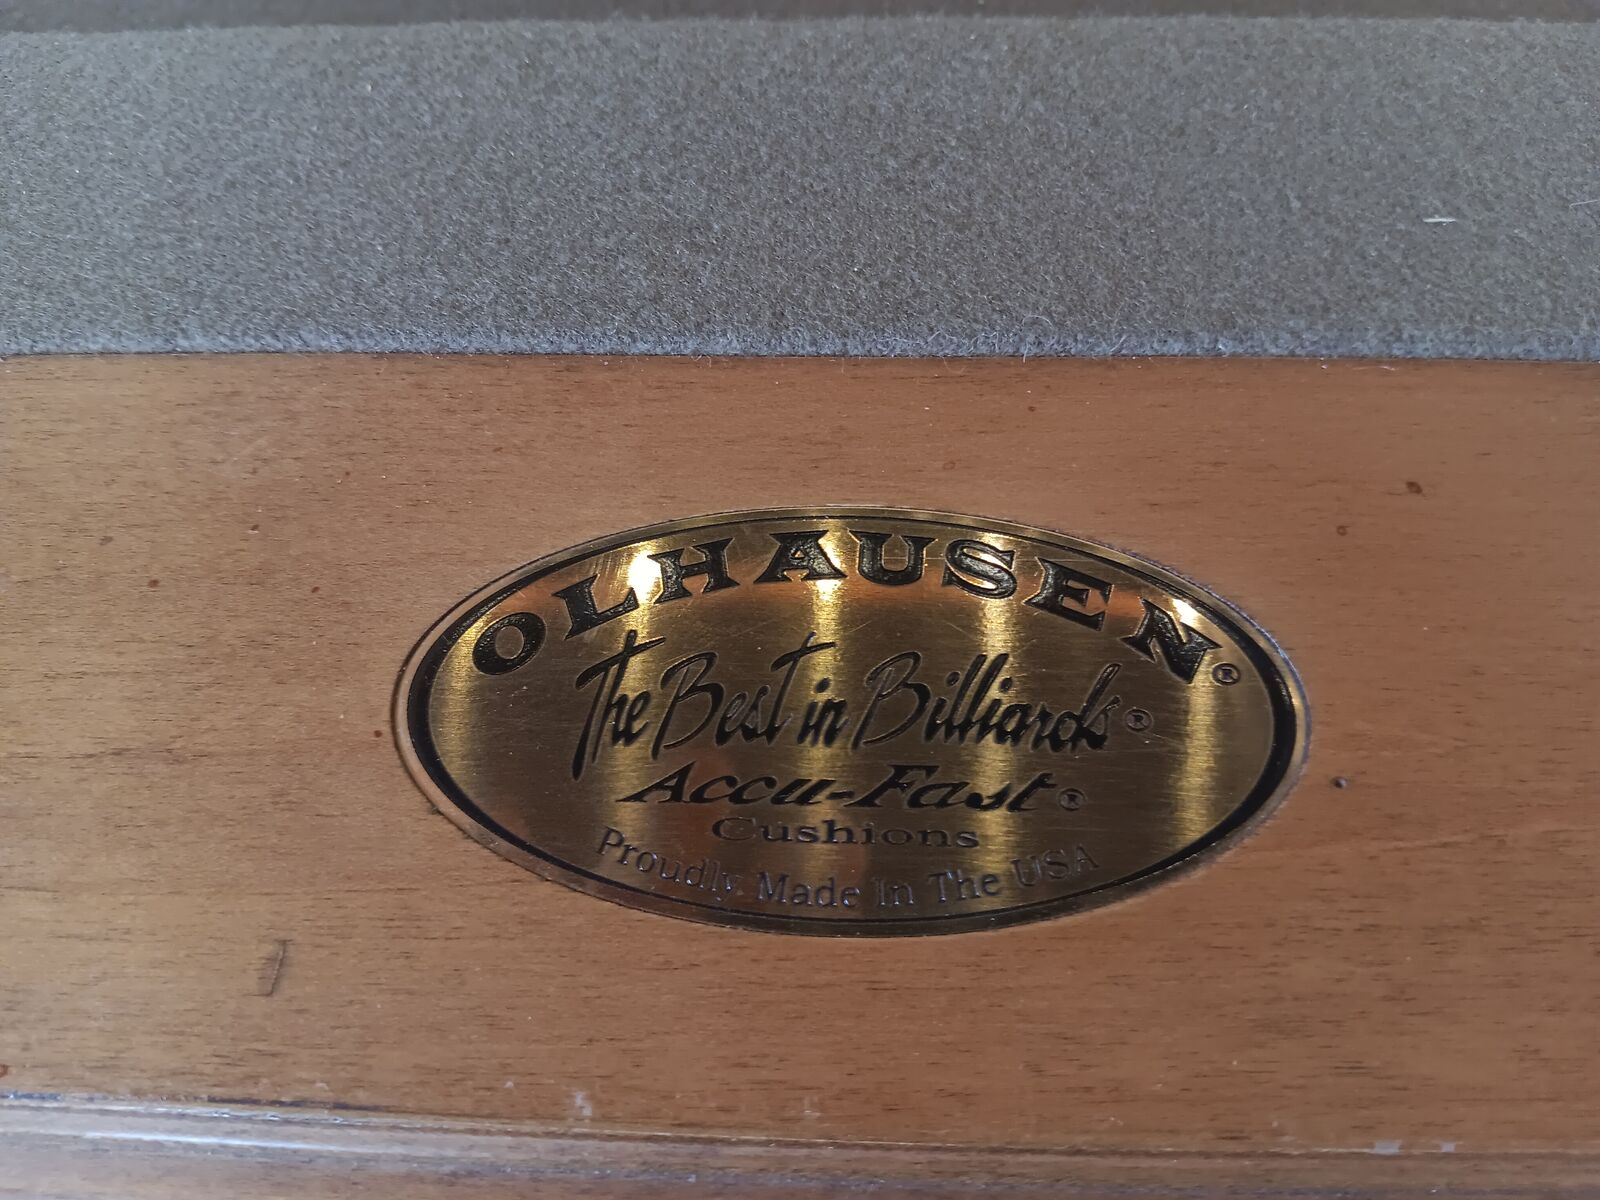 OLHAUSEN®
The Best in Billiards®
Accu-Fast®
Cushions
Proudly Made In The USA